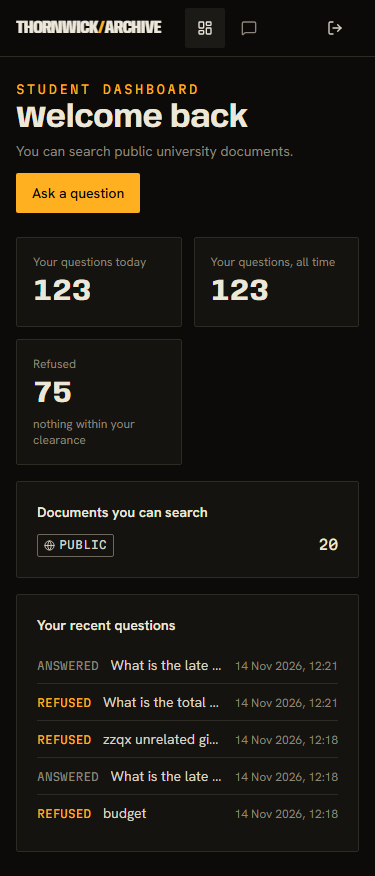 THORNWICK/ARCHIVE
STUDENT DASHBOARD
Welcome back
You can search public university documents.
Ask a question
Your questions today
123
Your questions, all time
123
Refused
75
nothing within your
clearance
Documents you can search
PUBLIC 20
Your recent questions
ANSWERED What is the late ... 14 Nov 2026, 12:21
REFUSED What is the total ... 14 Nov 2026, 12:21
REFUSED zzqx unrelated gi... 14 Nov 2026, 12:18
ANSWERED What is the late ... 14 Nov 2026, 12:18
REFUSED budget 14 Nov 2026, 12:18